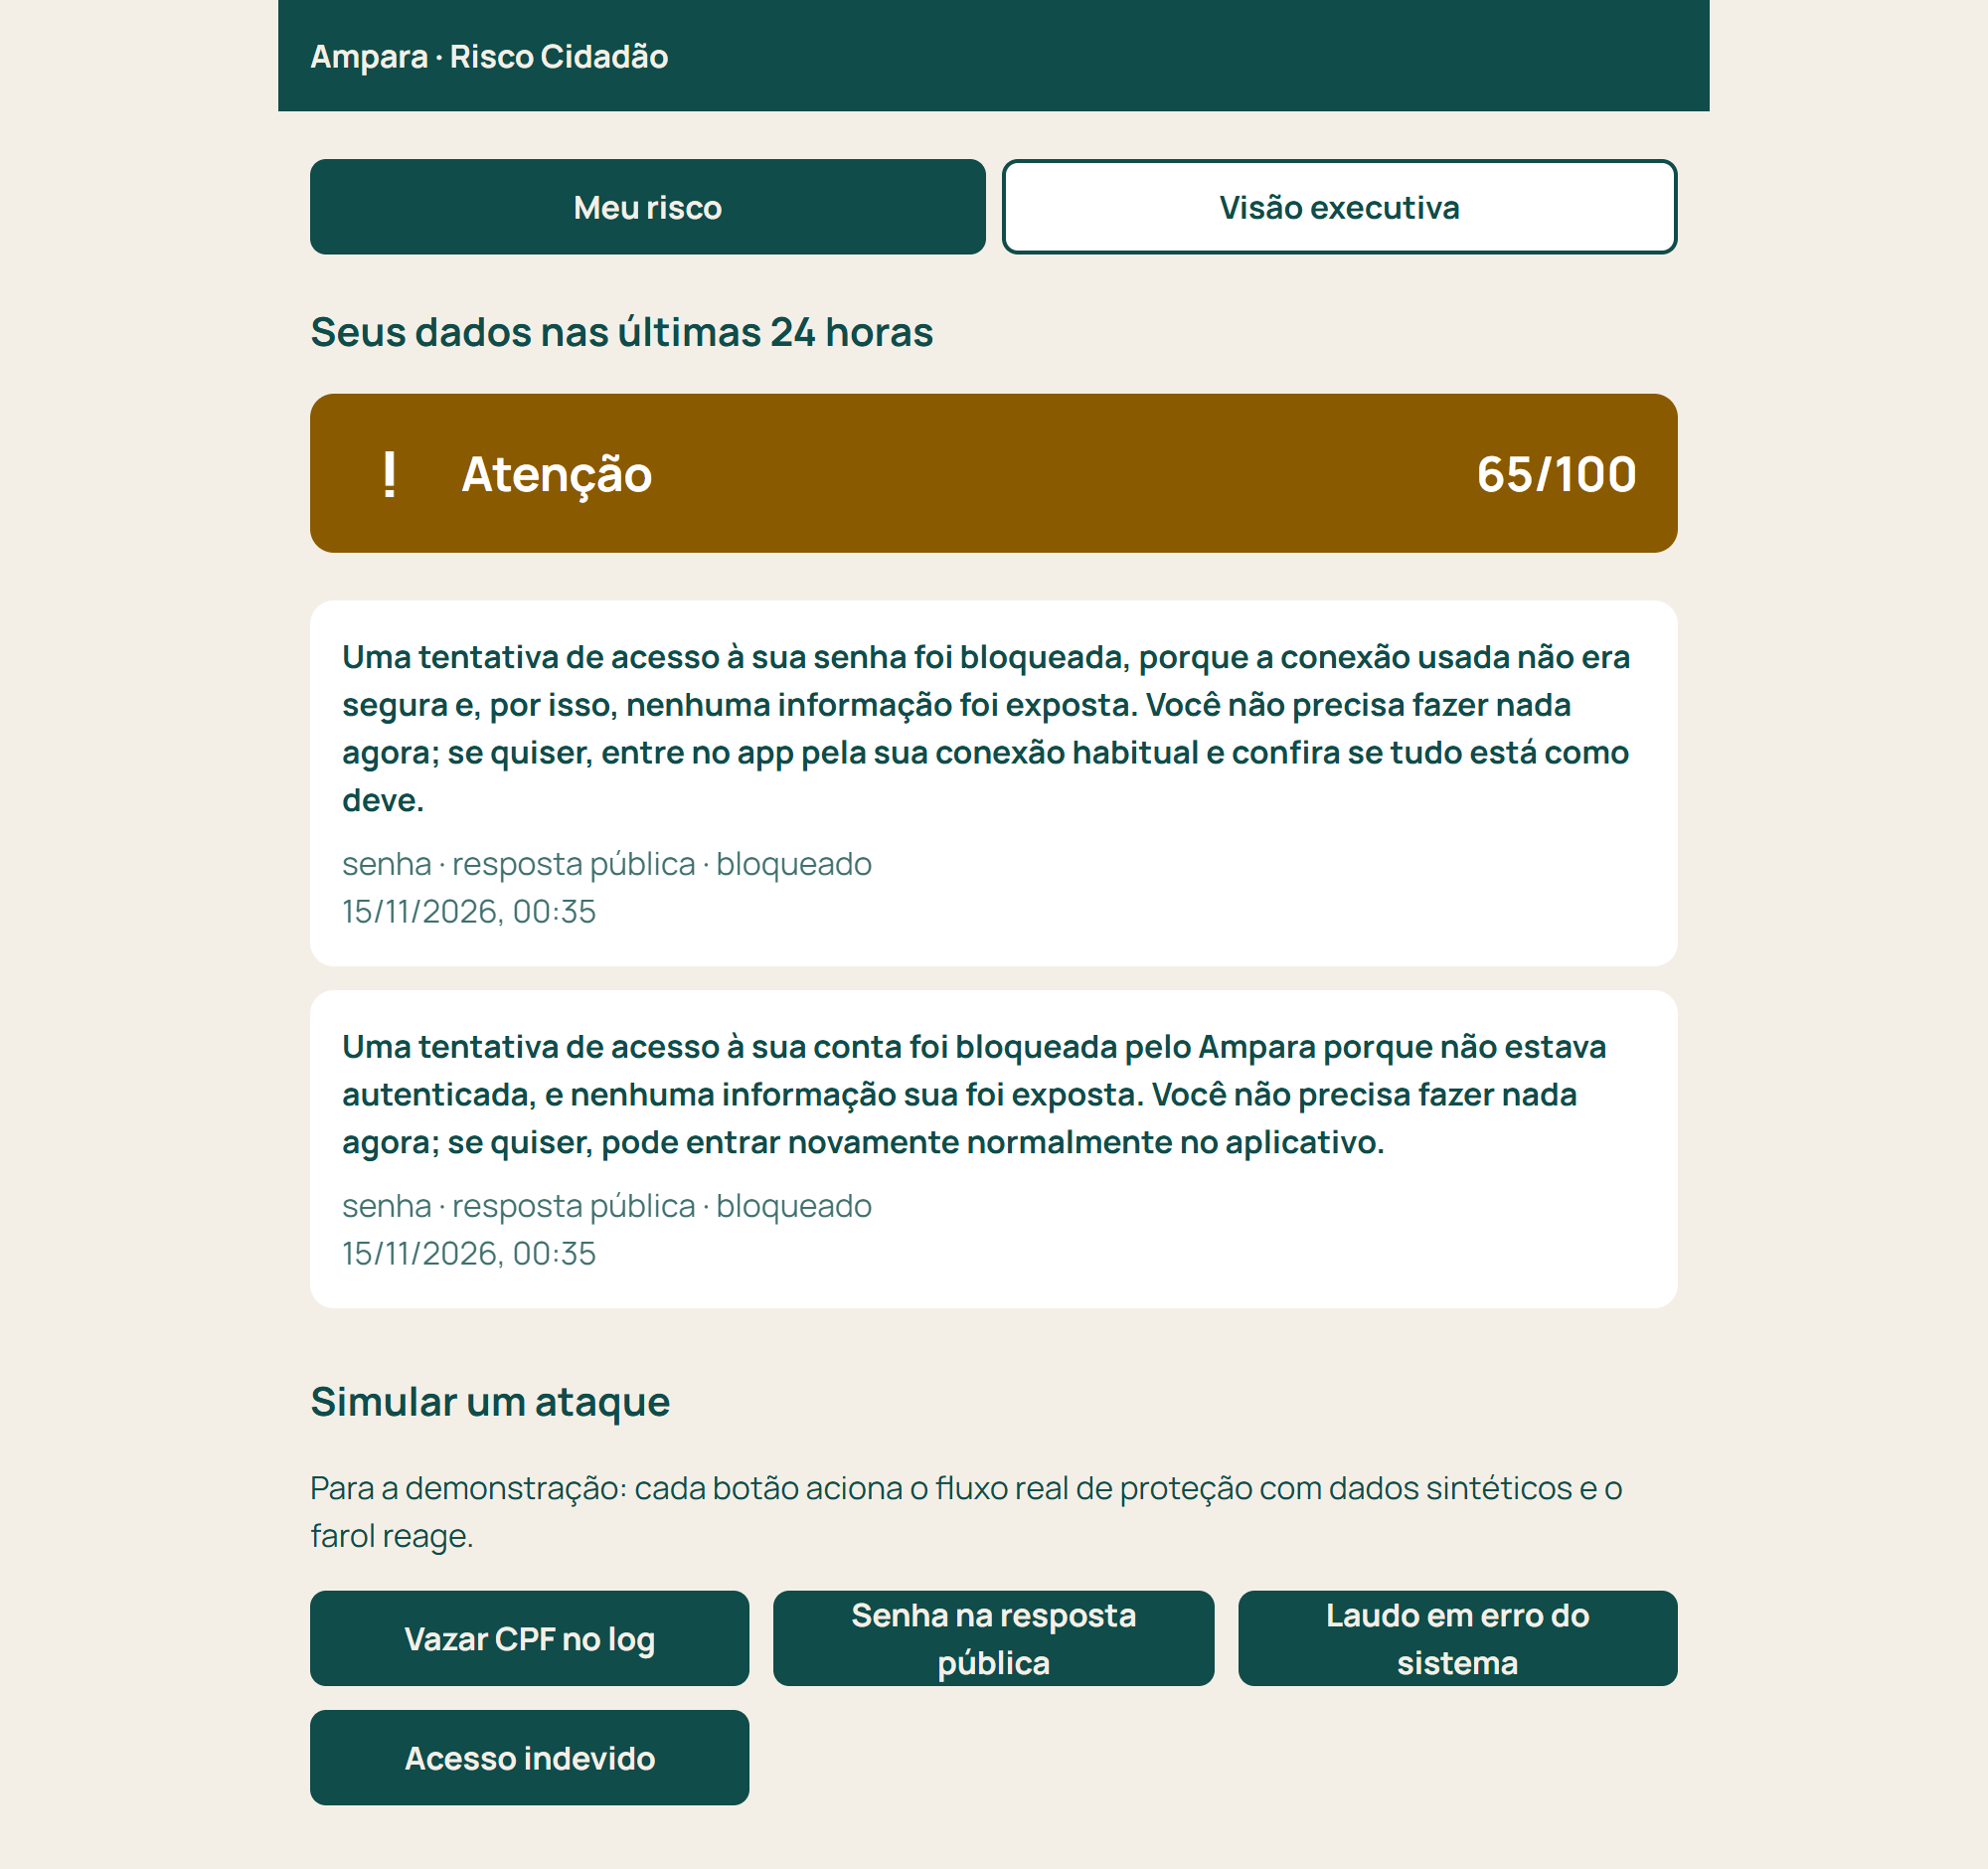 Ampara · Risco Cidadão
Meu risco
Visão executiva
Seus dados nas últimas 24 horas
! Atenção 65/100
Uma tentativa de acesso à sua senha foi bloqueada, porque a conexão usada não era
segura e, por isso, nenhuma informação foi exposta. Você não precisa fazer nada
agora; se quiser, entre no app pela sua conexão habitual e confira se tudo está como
deve.
senha · resposta pública · bloqueado
15/11/2026, 00:35
Uma tentativa de acesso à sua conta foi bloqueada pelo Ampara porque não estava
autenticada, e nenhuma informação sua foi exposta. Você não precisa fazer nada
agora; se quiser, pode entrar novamente normalmente no aplicativo.
senha · resposta pública · bloqueado
15/11/2026, 00:35
Simular um ataque
Para a demonstração: cada botão aciona o fluxo real de proteção com dados sintéticos e o
farol reage.
Vazar CPF no log
Senha na resposta
pública
Laudo em erro do
sistema
Acesso indevido